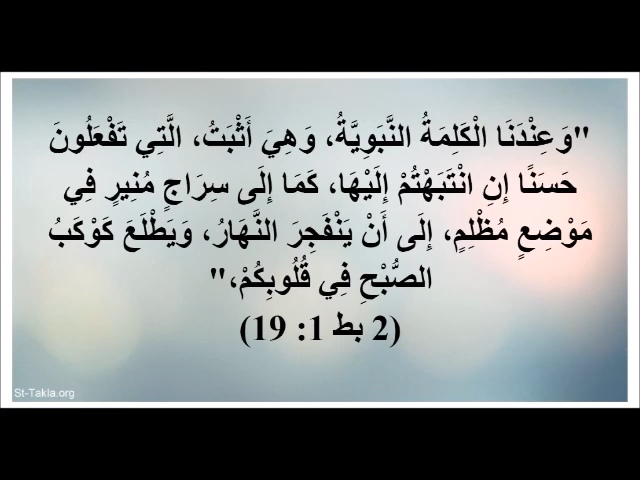 "وَعِنْدَنَا الْكَلِمَةُ النَّبَوِيَّةُ، وَهِيَ أَثْبَتُ، الَّتِي تَفْعَلُونَ
حَسَنًا إِنِ انْتَبَهْتُمْ إِلَيْهَا، كَمَا إِلَى سِرَاجٍ مُنِيرٍ فِي
مَوْضِعٍ مُظْلِمٍ، إِلَى أَنْ يَنْفَجِرَ النَّهَارُ، وَيَطْلَعَ كَوْكَبُ
الصُّبْحِ فِي قُلُوبِكُمْ،"
(2 بط 1: 19)
St-Takla.org